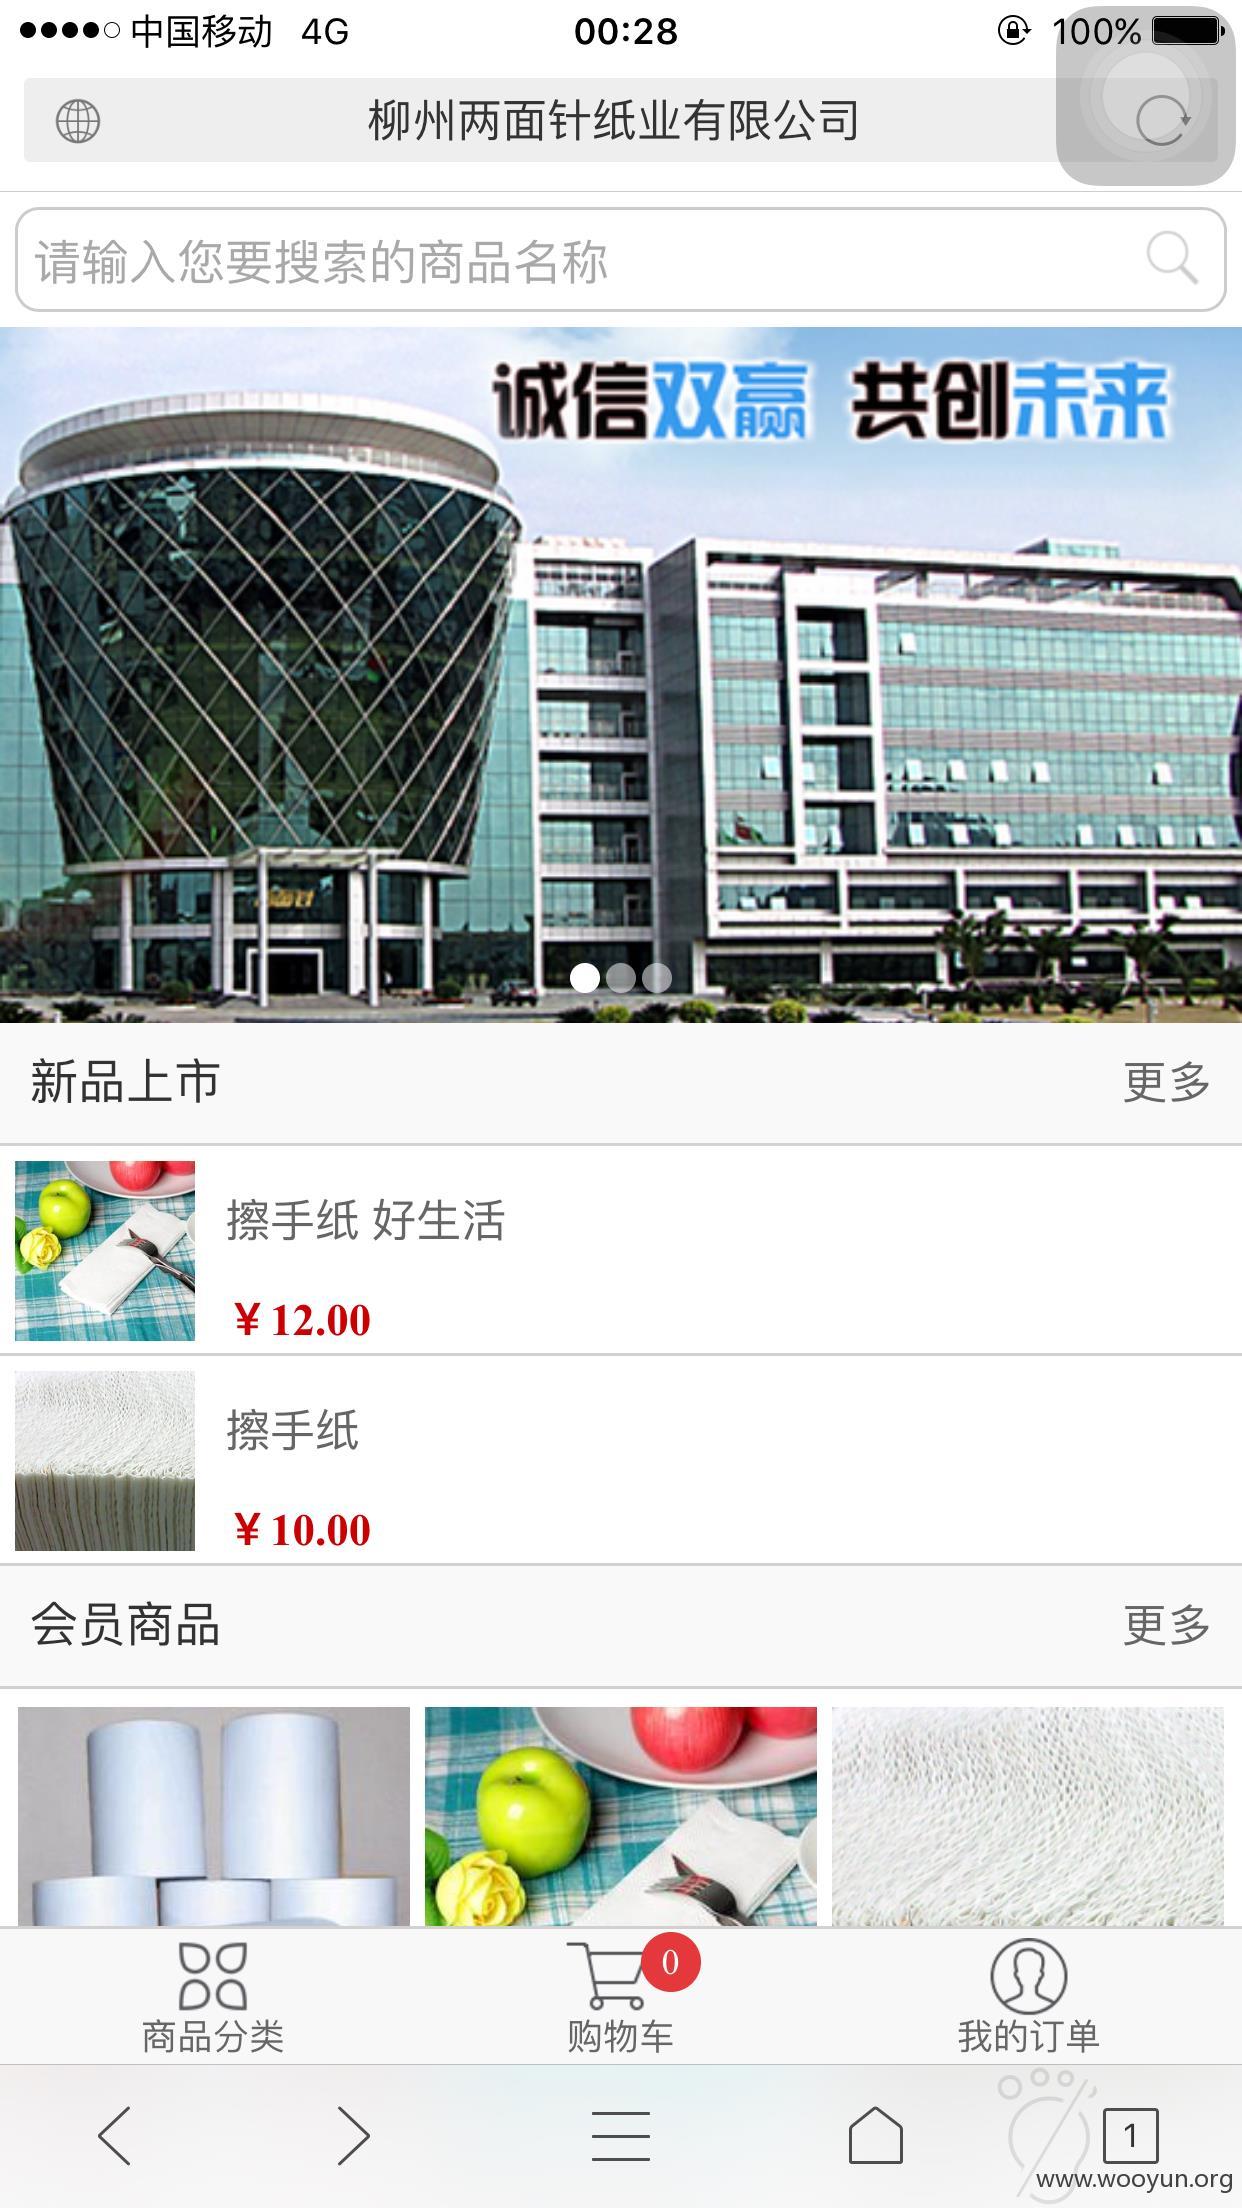 中国移动 4G 00:28 100%
柳州两面针纸业有限公司
请输入您要搜索的商品名称
诚信双赢 共创未来
新品上市 更多
擦手纸 好生活
￥12.00
擦手纸
￥10.00
会员商品 更多
0
商品分类 购物车 我的订单
1
www.wooyun.org